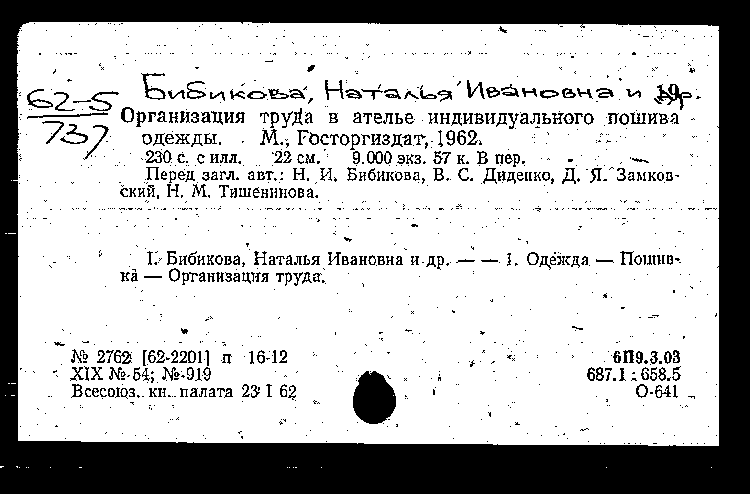 62-5
737
Бибикова, Наталья Ивановна и др.
Организация труда в ателье индивидуального пошива
одежды. М., Госторгиздат, 1962.
230 с. с илл. 22 см. 9.000 экз. 57 к. В пер.
Перед загл. авт.: Н. И. Бибикова, В. С. Диденко, Д. Я. Замков-
ский, Н. М. Тишенинова.
I. Бибикова, Наталья Ивановна и др. — — 1. Одежда — Пошив-
ка — Организация труда.
№ 2762 [62-2201] п 16-12
6П9.3.03
XIX № 54; № 919
687.1 : 658.5
Всесоюз. кн. палата 23 I 62
О-641